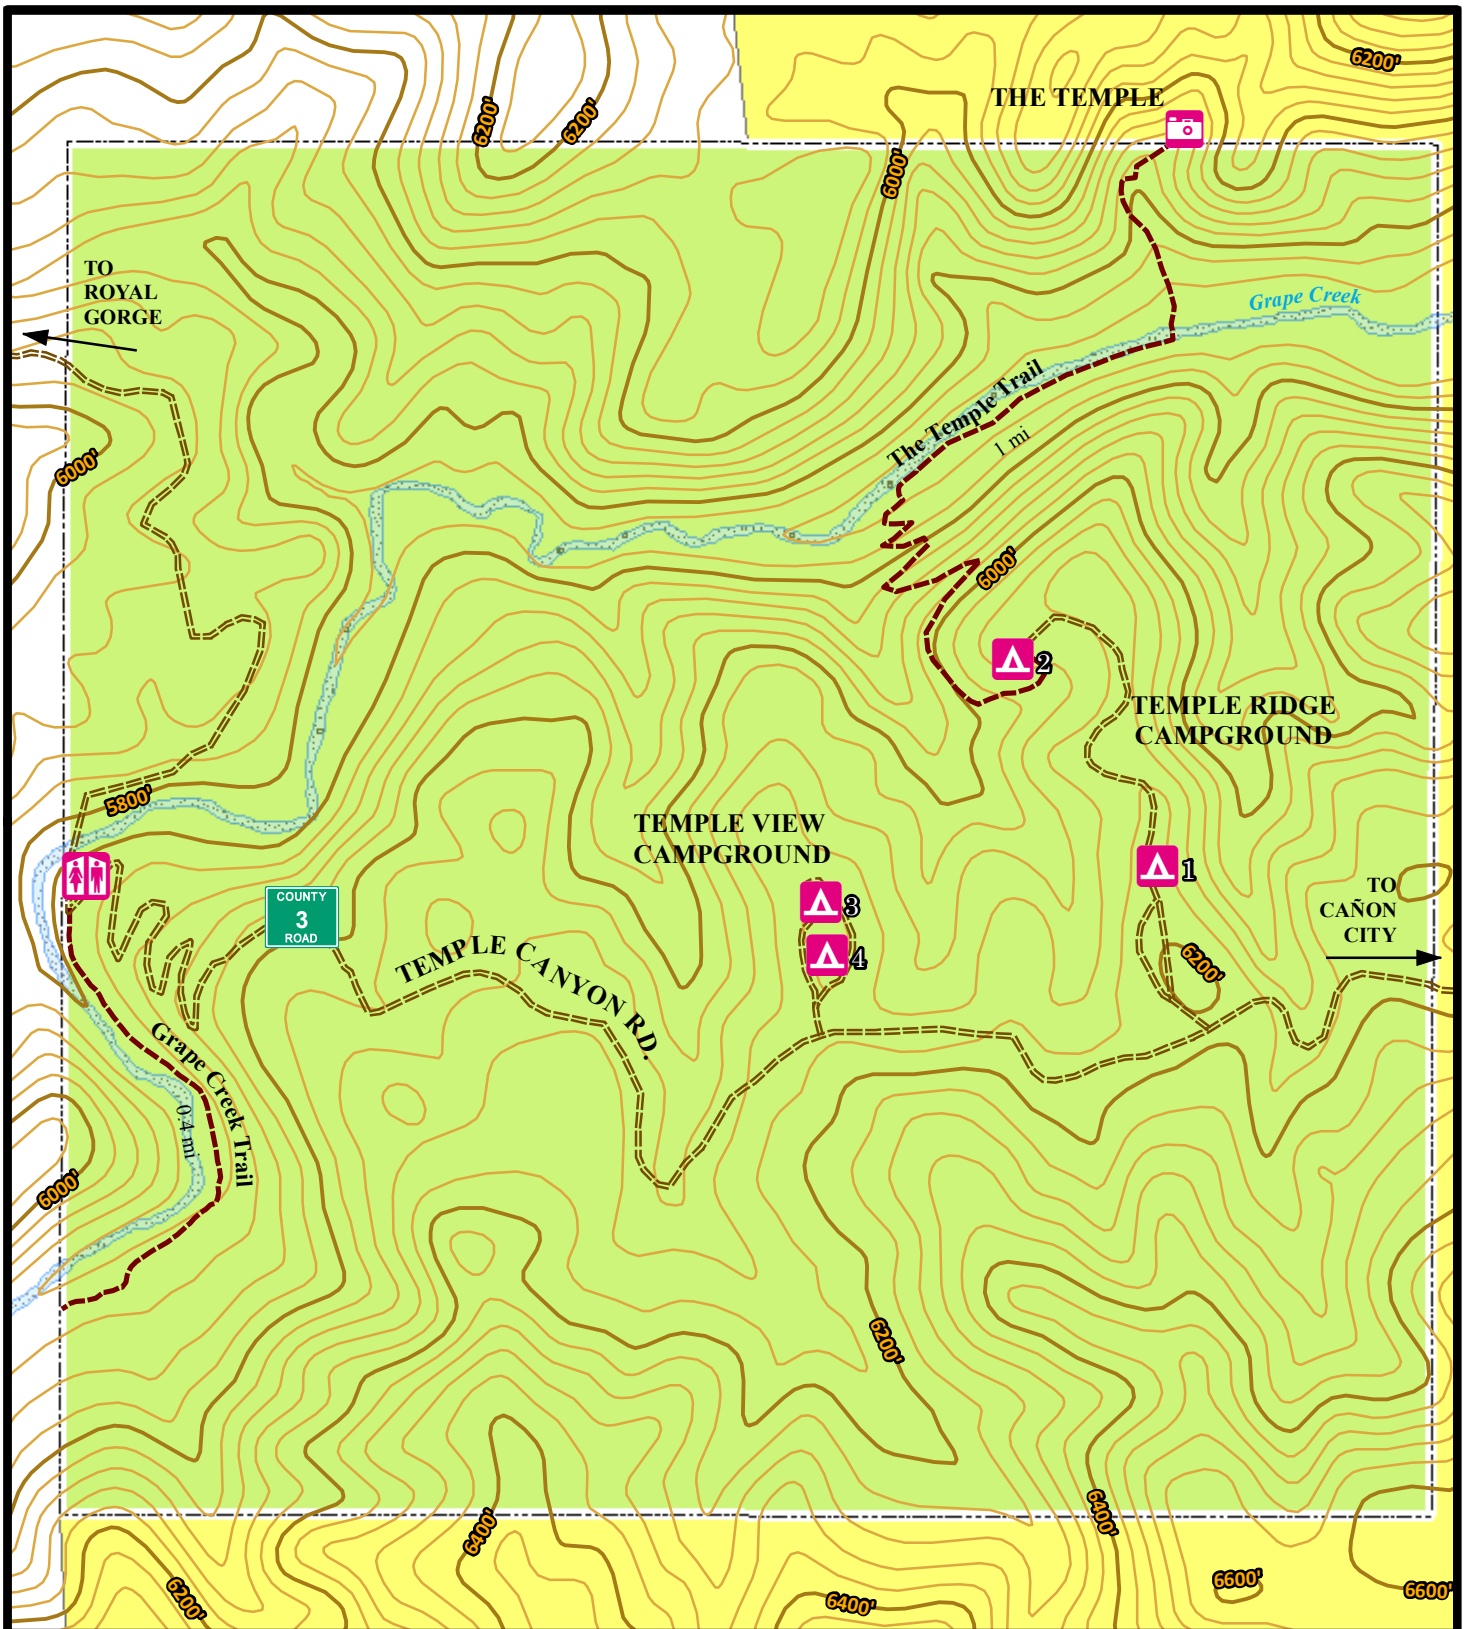 6200'
THE TEMPLE
6200'
6200'
6000'
TO
ROYAL
GORGE
Grape Creek
The Temple Trail
1 mi
6000'
6000'
2
TEMPLE RIDGE
CAMPGROUND
5800'
TEMPLE VIEW
CAMPGROUND
1
COUNTY
3
ROAD
3
4
TO
CAÑON
CITY
TEMPLE CANYON RD.
6200'
Grape Creek Trail
0.4 mi
6000'
6200'
6400'
6400'
6200'
6400'
6600'
6600'